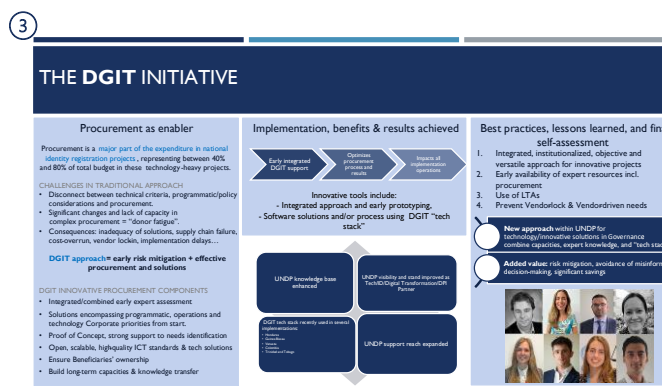 3
THE DGIT INITIATIVE
Procurement as enabler
Procurement is a major part of the expenditure in national
identity registration projects , representing between 40%
and 80% of total budget in these technology-heavy projects.
CHALLENGES IN TRADITIONAL APPROACH
• Disconnect between technical criteria, programmatic/policy
considerations and procurement.
• Significant changes and lack of capacity in
complex procurement = "donor fatigue".
• Consequences: inadequacy of solutions, supply chain failure,
cost-overrun, vendor lockin, implementation delays...
DGIT approach= early risk mitigation + effective
procurement and solutions
DGIT INNOVATIVE PROCUREMENT COMPONENTS
• Integrated/combined early expert assessment
• Solutions encompassing programmatic, operations and
technology Corporate priorities from start.
• Proof of Concept, strong support to needs identification
• Open, scalable, highquality ICT standards & tech solutions
• Ensure Beneficiaries' ownership
• Build long-term capacities & knowledge transfer
Implementation, benefits & results achieved
Early integrated
DGIT support
Optimises
procurement
process and
results
Impacts all
implementation
operations
Innovative tools include:
- Integrated approach and early prototyping,
- Software solutions and/or process using DGIT "tech
stack"
UNDP knowledge base
enhanced
UNDP visibility and stand improved as
TechID/Digital Transformation/DPI
Partner
DGIT tech stack recently used in several
implementations:
• Honduras
• Guinea Bissau
• Vanuatu
• Colombia
• Trinidad and Tobago
UNDP support reach expanded
Best practices, lessons learned, and fin
self-assessment
1. Integrated, institutionalized, objective and
versatile approach for innovative projects
2. Early availability of expert resources incl.
procurement
3. Use of LTAs
4. Prevent Vendorlock & Vendordriven needs
New approach within UNDP for
technology/innovative solutions in Governance
combine capacities, expert knowledge, and "tech stac
Added value: risk mitigation, avoidance of misinform
decision-making, significant savings